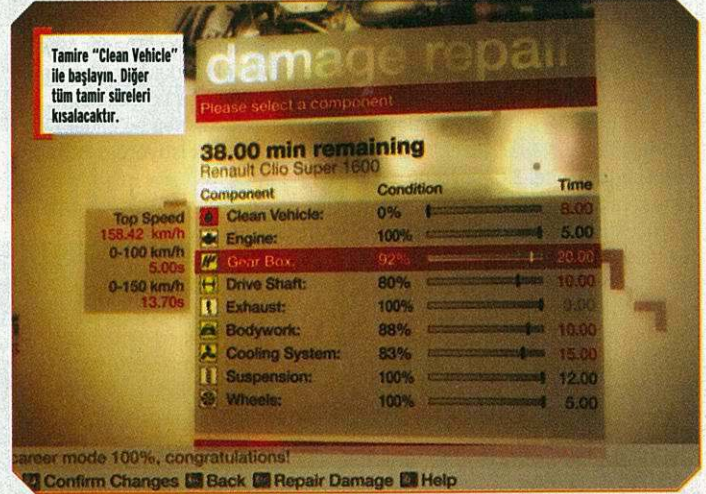 Tamire "Clean Vehicle"
ile başlayın. Diğer
tüm tamir süreleri
kısalacaktır.
damage repair
Please select a component
38.00 min remaining
Renault Clio Super 1600
Component Condition Time
Clean Vehicle: 0% 8.00
Engine: 100% 5.00
Gear Box: 92% 20.00
Drive Shaft: 80% 10.00
Exhaust: 100% 9.00
Bodywork: 88% 10.00
Cooling System: 83% 15.00
Suspension: 100% 12.00
Wheels: 100% 5.00
Top Speed
158.42 km/h
0-100 km/h
5.00s
0-150 km/h
13.70s
career mode 100%, congratulations!
Confirm Changes Back Repair Damage Help